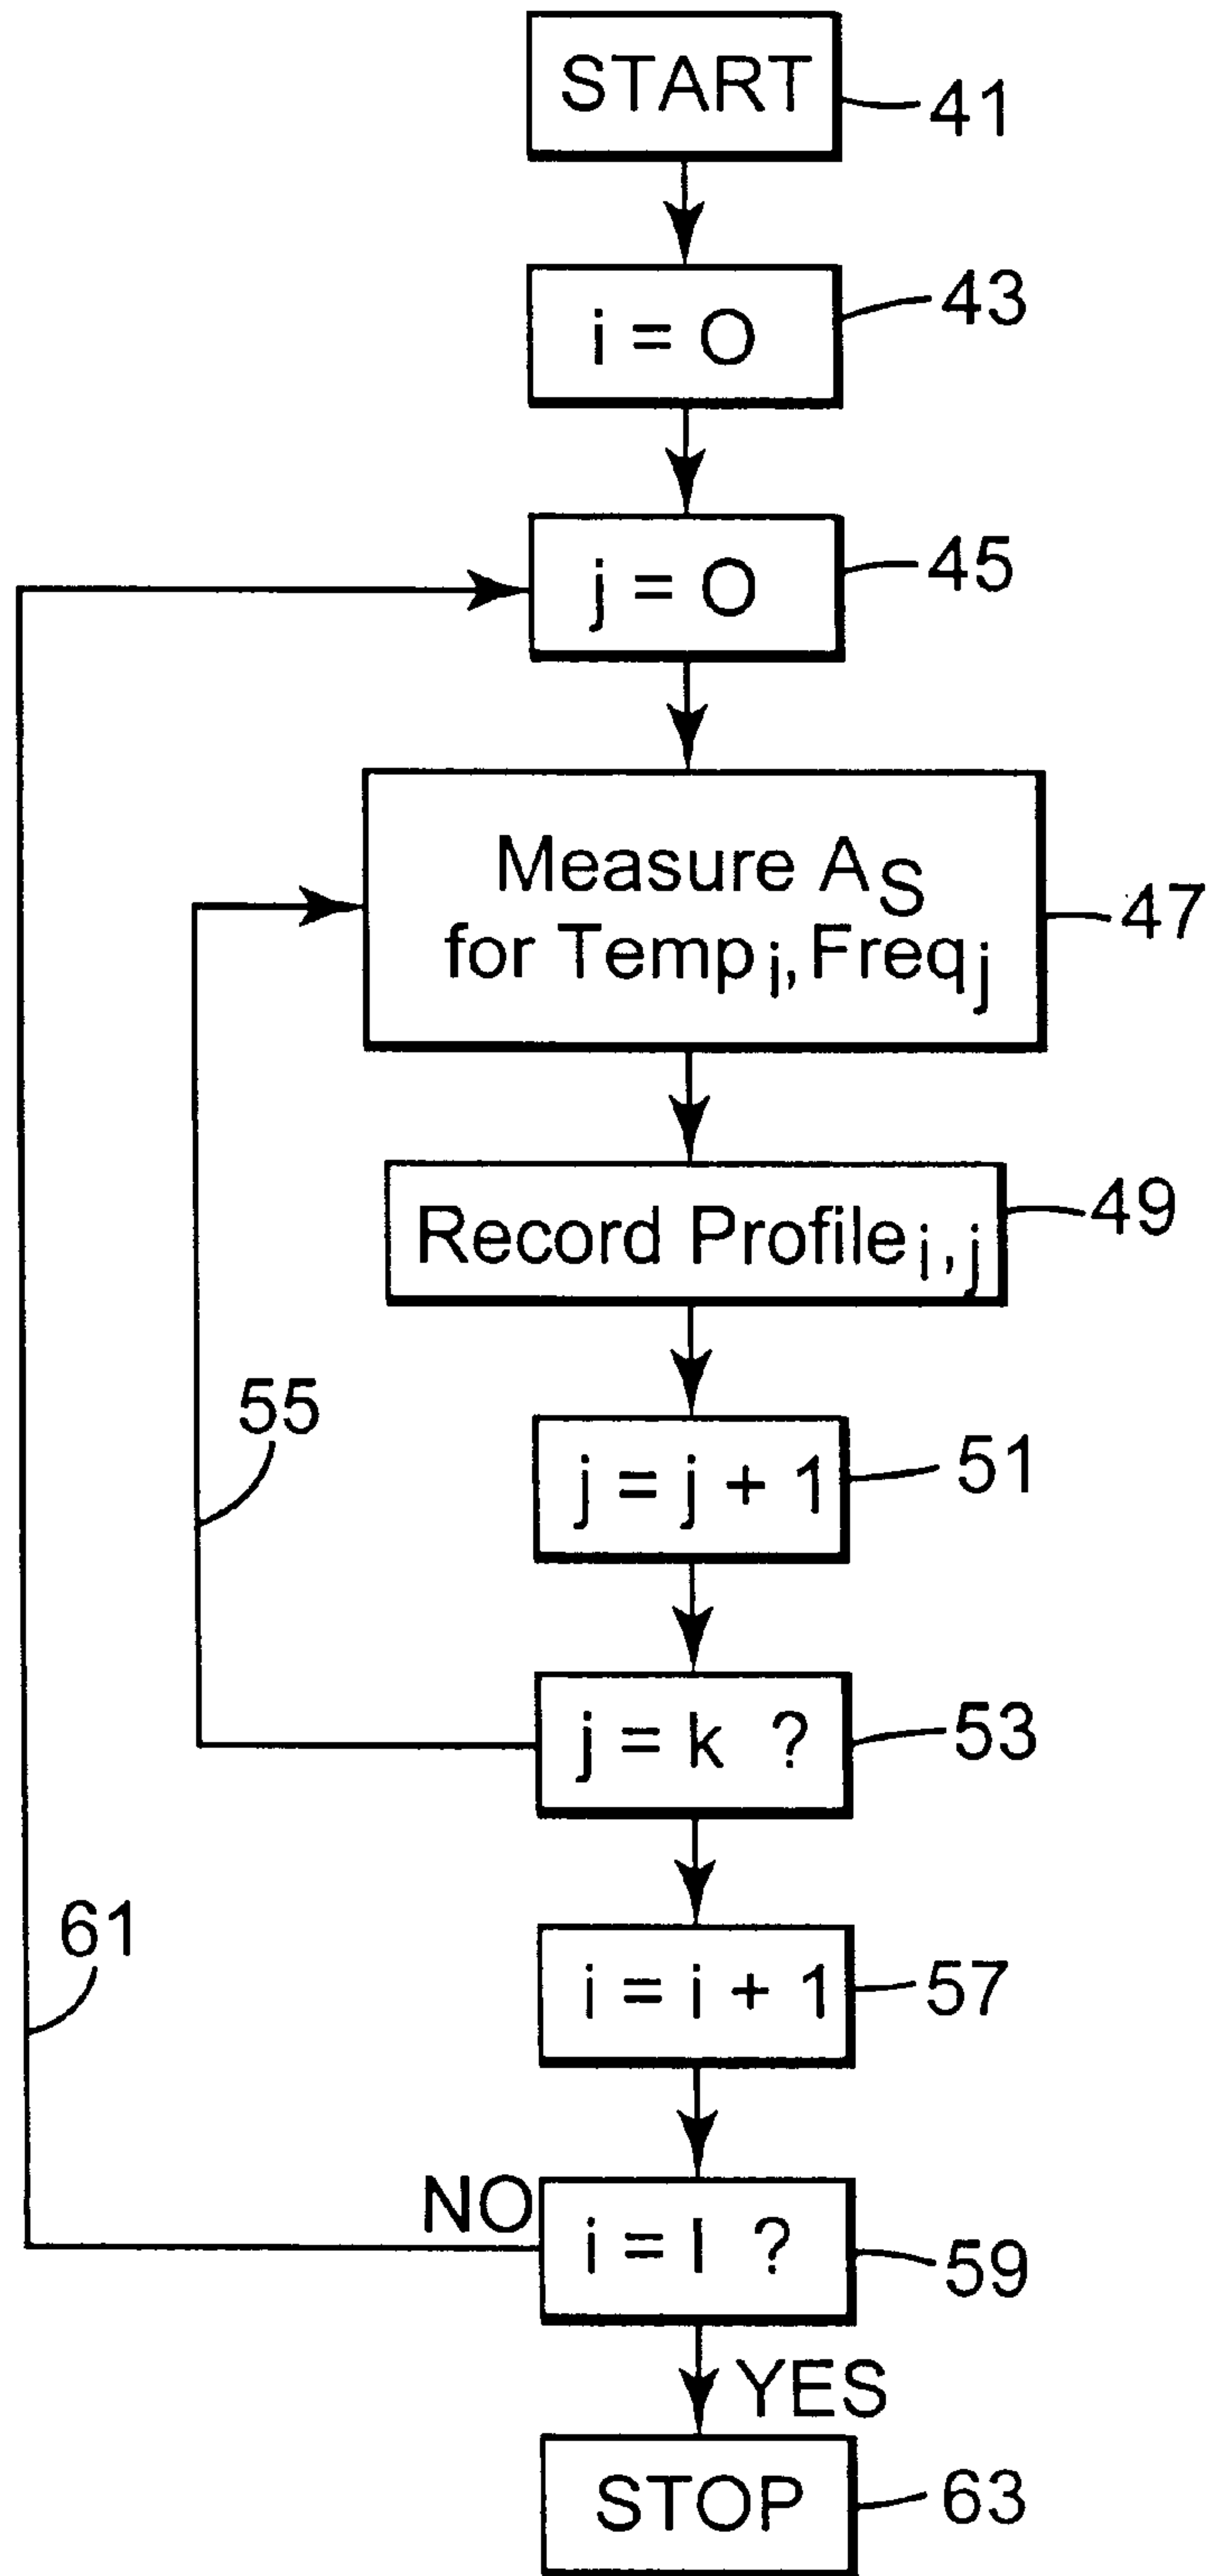 START
41
i = O
43
j = O
45
Measure AS
for Tempi, Freqj
47
Record Profilei,j
49
55
j = j + 1
51
j = k ?
53
61
i = i + 1
57
NO
i = I ?
59
YES
STOP
63